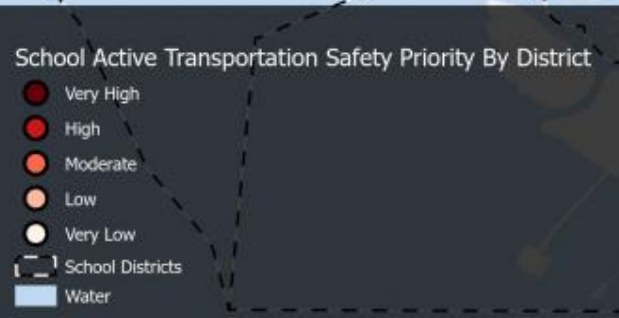 School Active Transportation Safety Priority By District
Very High
High
Moderate
Low
Very Low
School Districts
Water